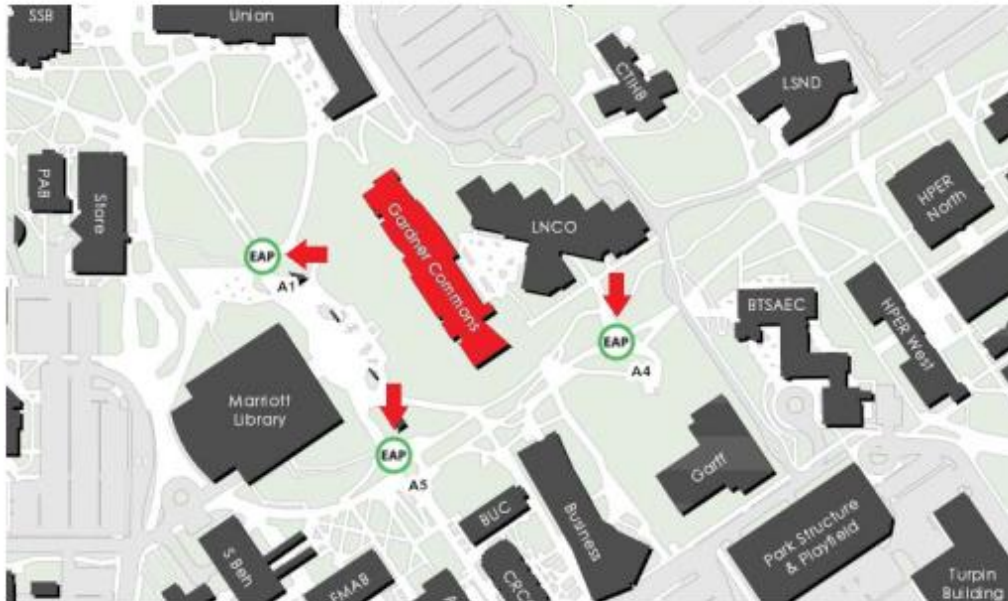 SSB
Union
CTIHB
LSND
PAB
Store
Gardner Commons
LNCO
HPER
North
EAP
A1
BTSAEC
HPER West
EAP
A4
Marriott
Library
EAP
A5
Garff
BUC
Business
Park Structure
& Playfield
S Beh
FMAB
CRC
Turpin
Building